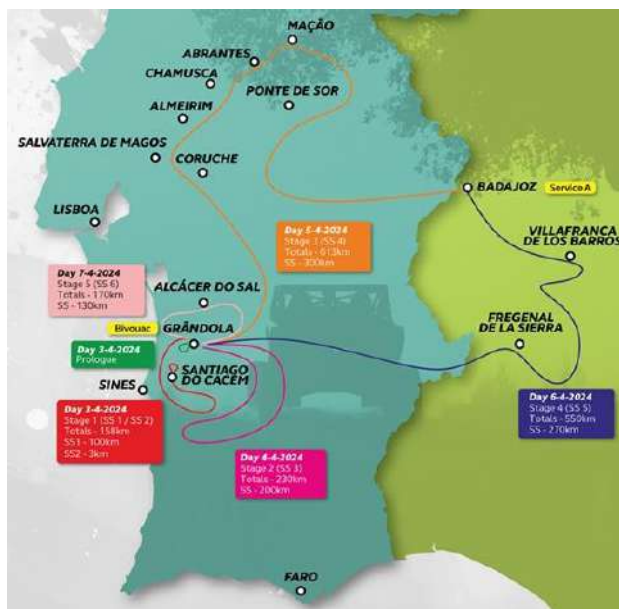 MAÇÃO
ABRANTES
CHAMUSCA
PONTE DE SOR
ALMEIRIM
SALVATERRA DE MAGOS
CORUCHE
BADAJOZ
Service A
LISBOA
VILLAFRANCA
DE LOS BARROS
Day 5-4-2024
Stage 3 (SS 4)
Totals - 613km
SS - 300km
Day 7-4-2024
Stage 5 (SS 6)
Totals - 170km
SS - 130km
ALCÁCER DO SAL
Bivouac
GRÂNDOLA
FREGENAL
DE LA SIERRA
Day 3-4-2024
Prologue
SANTIAGO
DO CACÉM
SINES
Day 3-4-2024
Stage 1 (SS 1 / SS 2)
Totals - 158km
SS1 - 100km
SS2 - 3km
Day 4-4-2024
Stage 2 (SS 3)
Totals - 230km
SS - 200km
Day 6-4-2024
Stage 4 (SS 5)
Totals - 550km
SS - 270km
FARO